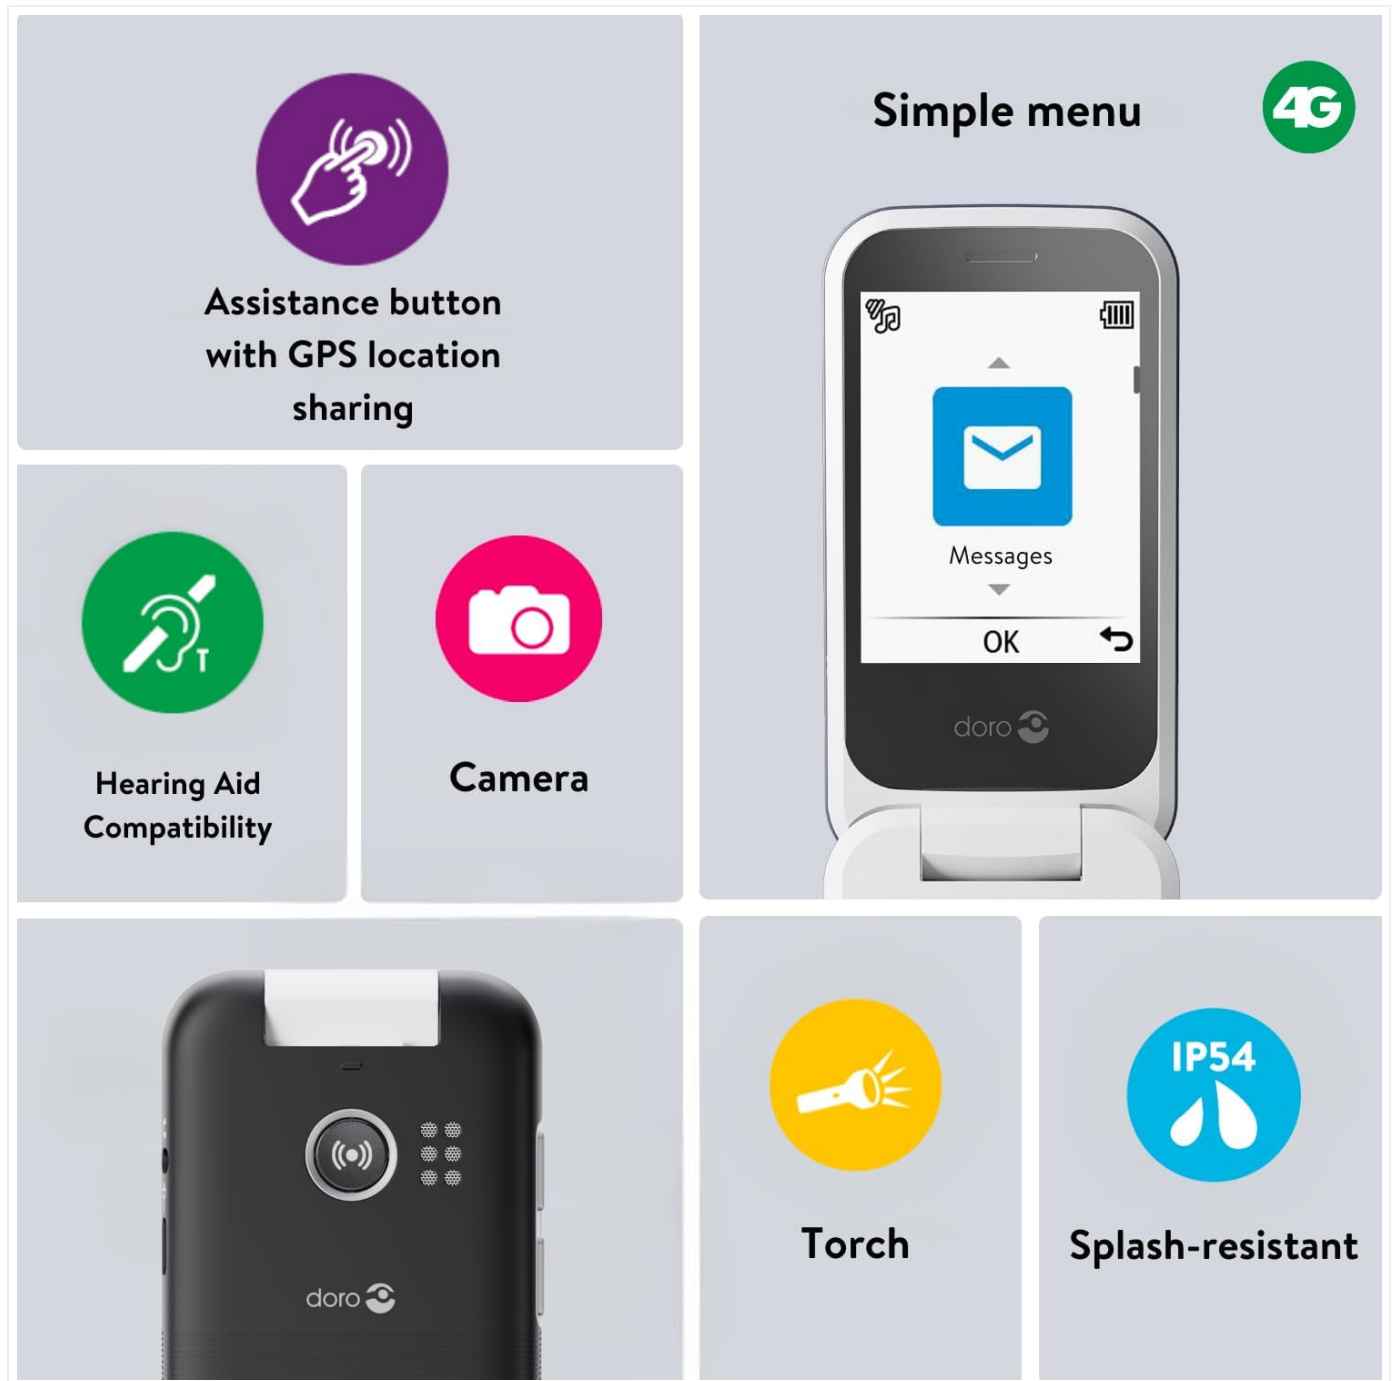 Assistance button
with GPS location
sharing
Simple menu
4G
Messages
OK
doro
T
Hearing Aid
Compatibility
Camera
doro
Torch
IP54
Splash-resistant